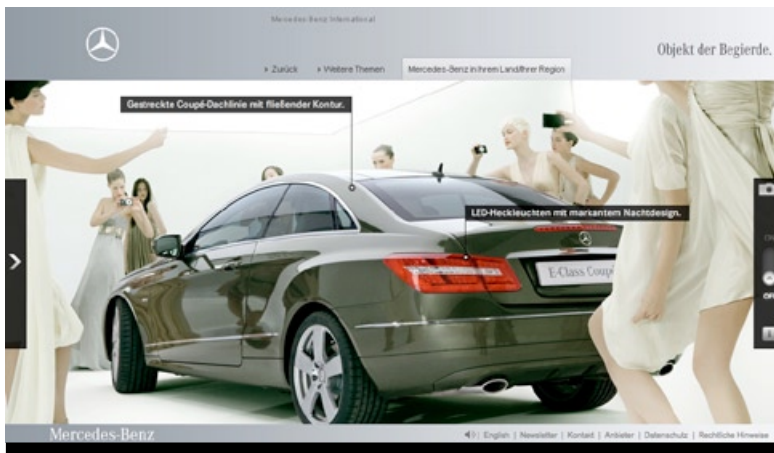 Mercedes-Benz International
Objekt der Begierde.
Zurück
Weitere Themen
Mercedes-Benz in Ihrem Land/Ihrer Region
Gestreckte Coupé-Dachlinie mit fließender Kontur.
LED-Heckleuchten mit markantem Nachtdesign.
E-Class Coupé
ON
OFF
Mercedes-Benz
English | Newsletter | Kontakt | Anbieter | Datenschutz | Rechtliche Hinweise